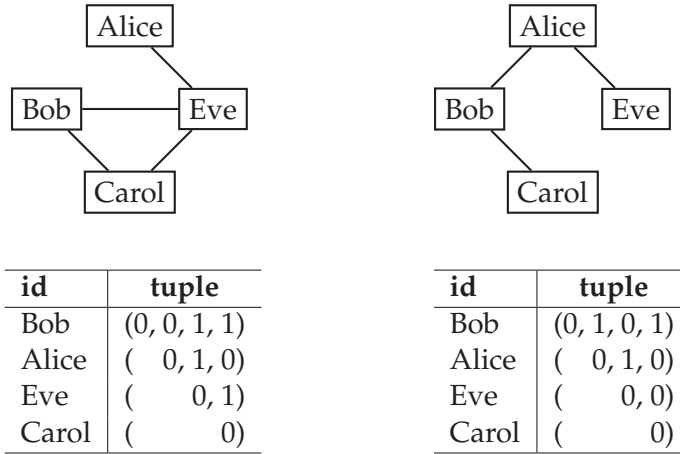 Alice
Bob
Eve
Carol
id tuple
Bob (0, 0, 1, 1)
Alice ( 0, 1, 0)
Eve ( 0, 1)
Carol ( 0)
Alice
Bob
Eve
Carol
id tuple
Bob (0, 1, 0, 1)
Alice ( 0, 1, 0)
Eve ( 0, 0)
Carol ( 0)